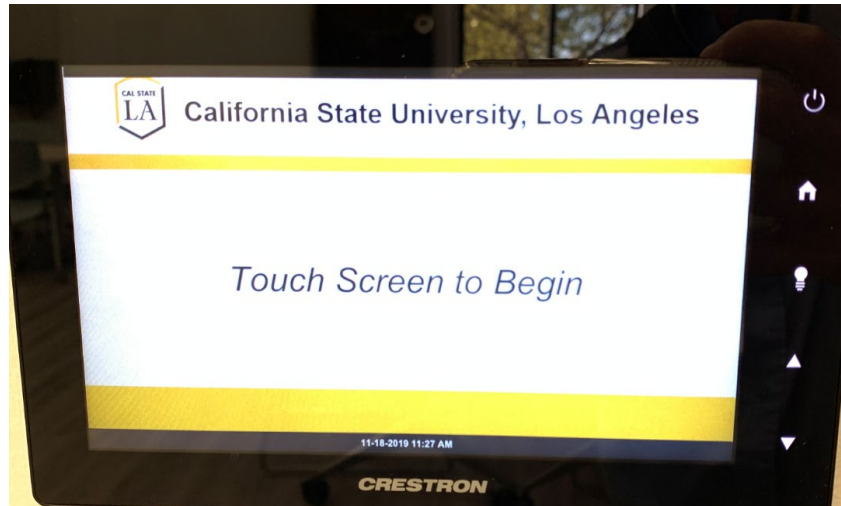 CAL STATE
LA
California State University, Los Angeles
Touch Screen to Begin
11-18-2019 11:27 AM
CRESTRON